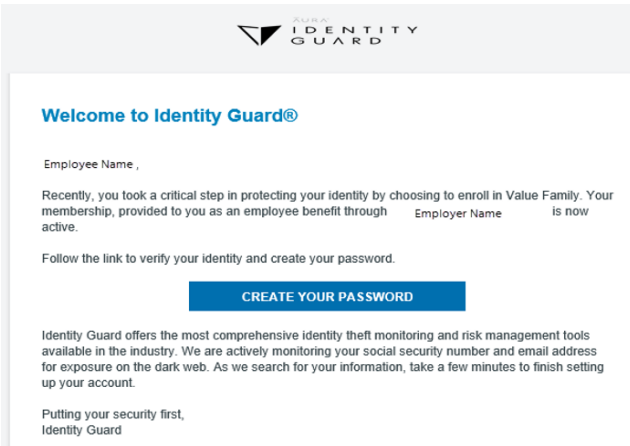 AURA
IDENTITY
GUARD
Welcome to Identity Guard®
Employee Name ,
Recently, you took a critical step in protecting your identity by choosing to enroll in Value Family. Your
membership, provided to you as an employee benefit through Employer Name is now
active.
Follow the link to verify your identity and create your password.
CREATE YOUR PASSWORD
Identity Guard offers the most comprehensive identity theft monitoring and risk management tools
available in the industry. We are actively monitoring your social security number and email address
for exposure on the dark web. As we search for your information, take a few minutes to finish setting
up your account.
Putting your security first,
Identity Guard